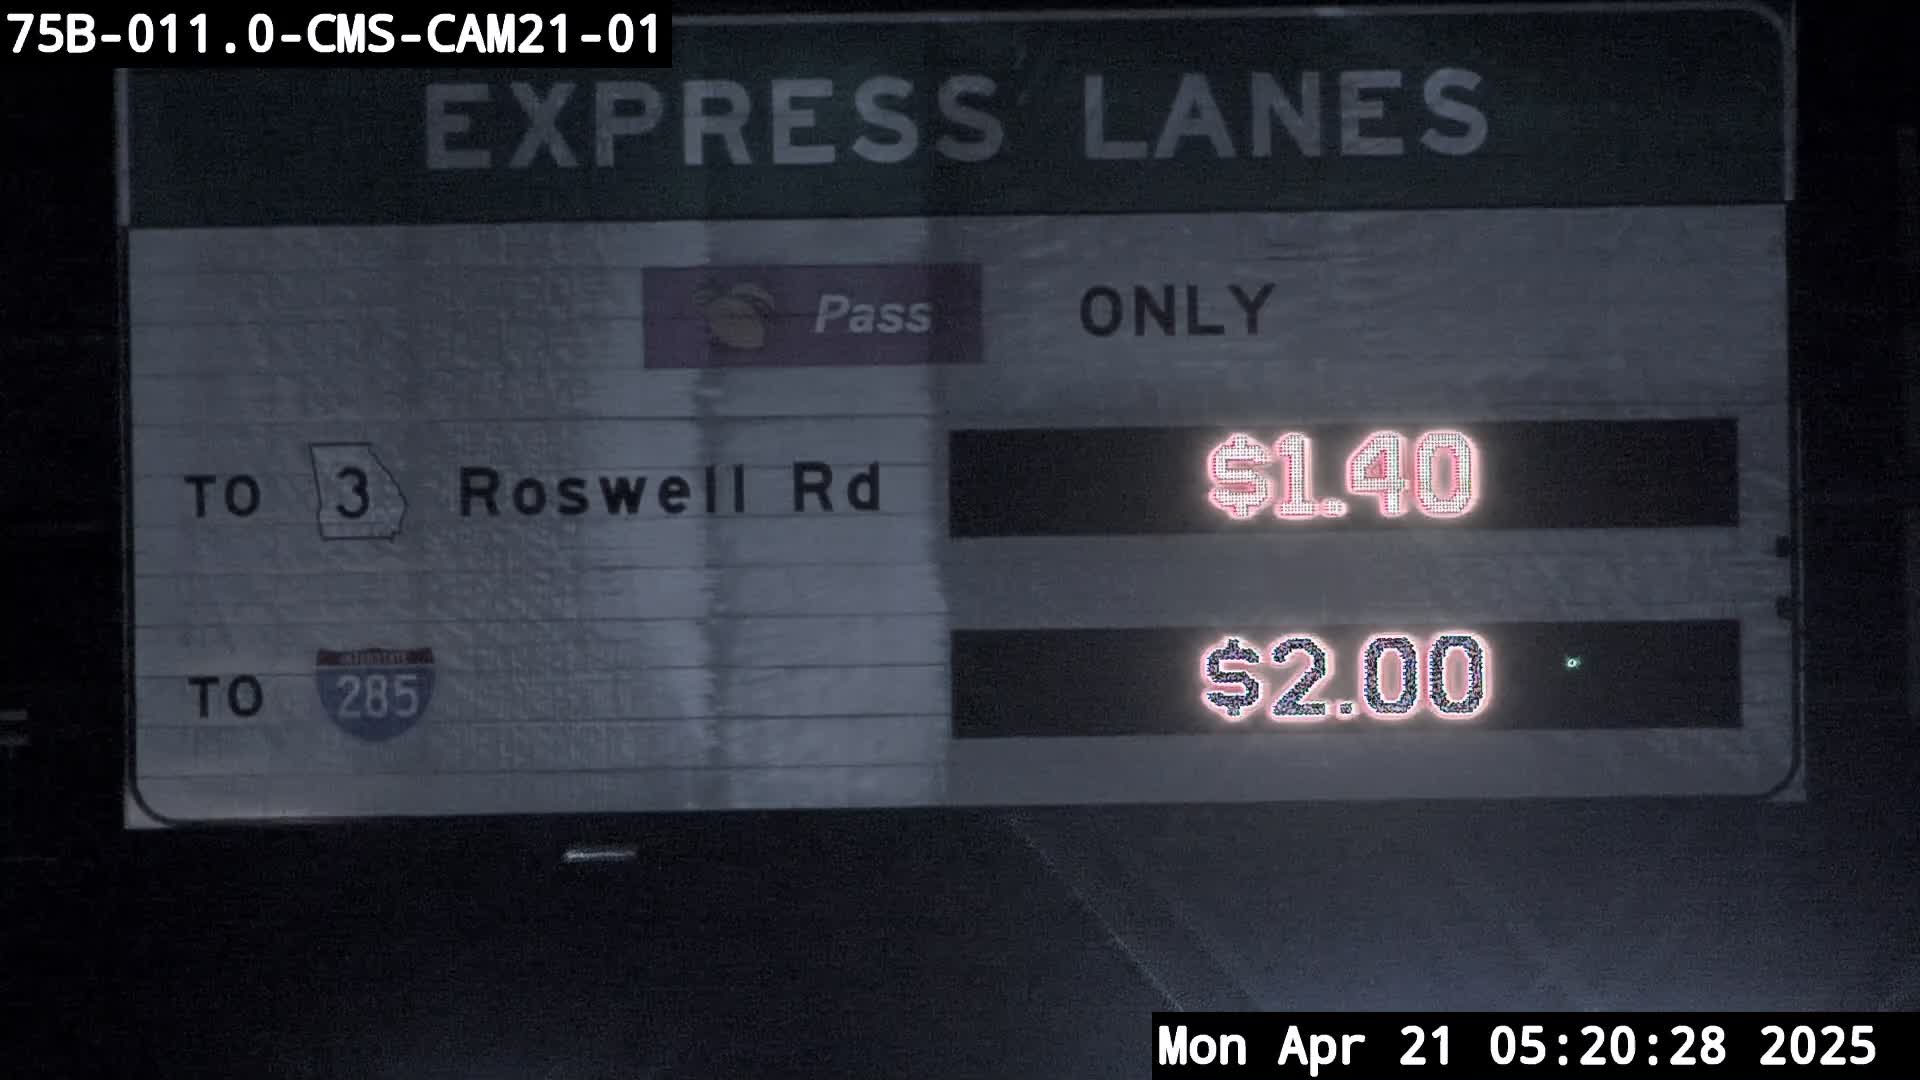 75B-011.0-CMS-CAM21-01
EXPRESS LANES
Pass ONLY
TO 3 Roswell Rd $1.40
TO INTERSTATE 285 $2.00
Mon Apr 21 05:20:28 2025